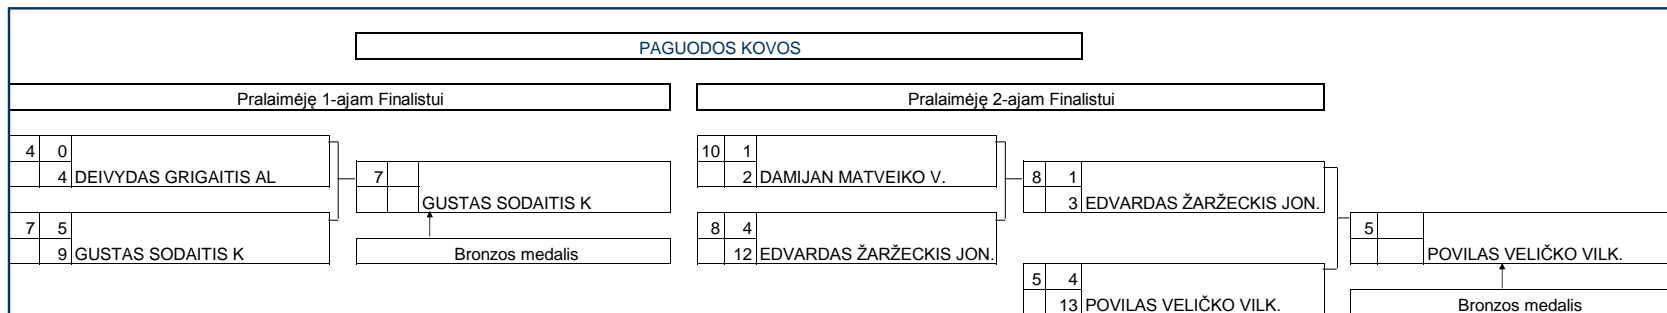 PAGUODOS KOVOS
Pralaimėję 1-ajam Finalistui
Pralaimėję 2-ajam Finalistui
4 0
4 DEIVYDAS GRIGAITIS AL
7
GUSTAS SODAITIS K
7 5
9 GUSTAS SODAITIS K
Bronzos medalis
10 1
2 DAMIJAN MATVEIKO V.
8 1
3 EDVARDAS ŽARŽECKIS JON.
8 4
12 EDVARDAS ŽARŽECKIS JON.
5
POVILAS VELIČKO VILK.
5 4
13 POVILAS VELIČKO VILK.
Bronzos medalis